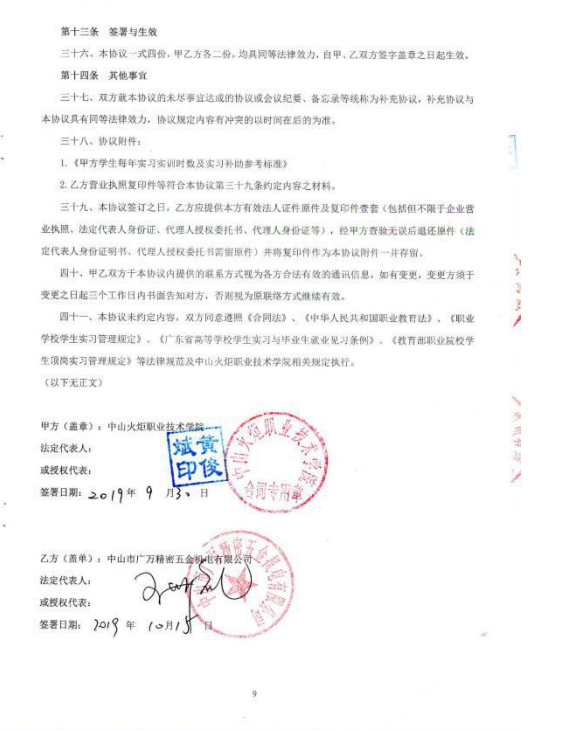 第十三条 签署与生效
三十六、本协议一式四份,甲乙方各二份,均具同等法律效力,自甲、乙双方签字盖章之日起生效。
第十四条 其他事宜
三十七、双方就本协议的未尽事宜达成的协议或会议纪要、备忘录等统称为补充协议,补充协议与
本协议具有同等法律效力,协议规定内容有冲突的以时间在后的为准。
三十八、协议附件:
1.《甲方学生每年实习实训时数及实习补助参考标准》
2.乙方营业执照复印件等符合本协议第三十九条约定内容之材料。
三十九、本协议签订之日,乙方应提供本方有效法人证件原件及复印件壹套(包括但不限于企业营
业执照、法定代表人身份证、代理人授权委托书、代理人身份证等),经甲方查验无误后退还原件(法
定代表人身份证明书、代理人授权委托书需留原件)并将复印件作为本协议附件一并存留。
四十、甲乙双方于本协议内提供的联系方式视为各方合法有效的通讯信息,如有变更,变更方须于
变更之日起三个工作日内书面告知对方,否则视为原联络方式继续有效。
四十一、本协议未约定内容,双方同意遵照《合同法》、《中华人民共和国职业教育法》、《职业
学校学生实习管理规定》、《广东省高等学校学生实习与毕业生就业见习条例》、《教育部职业院校学
生顶岗实习管理规定》等法律规范及中山火炬职业技术学院相关规定执行。
(以下无正文)
甲方(盖章):中山火炬职业技术学院
法定代表人:
或授权代表:
签署日期:2019年 9 月30 日
黄俊斌印
中山火炬职业技术学院
合同专用章
乙方(盖单):中山市广万精密五金机电有限公司
法定代表人:
或授权代表:
签署日期:2019 年 10月15日
9